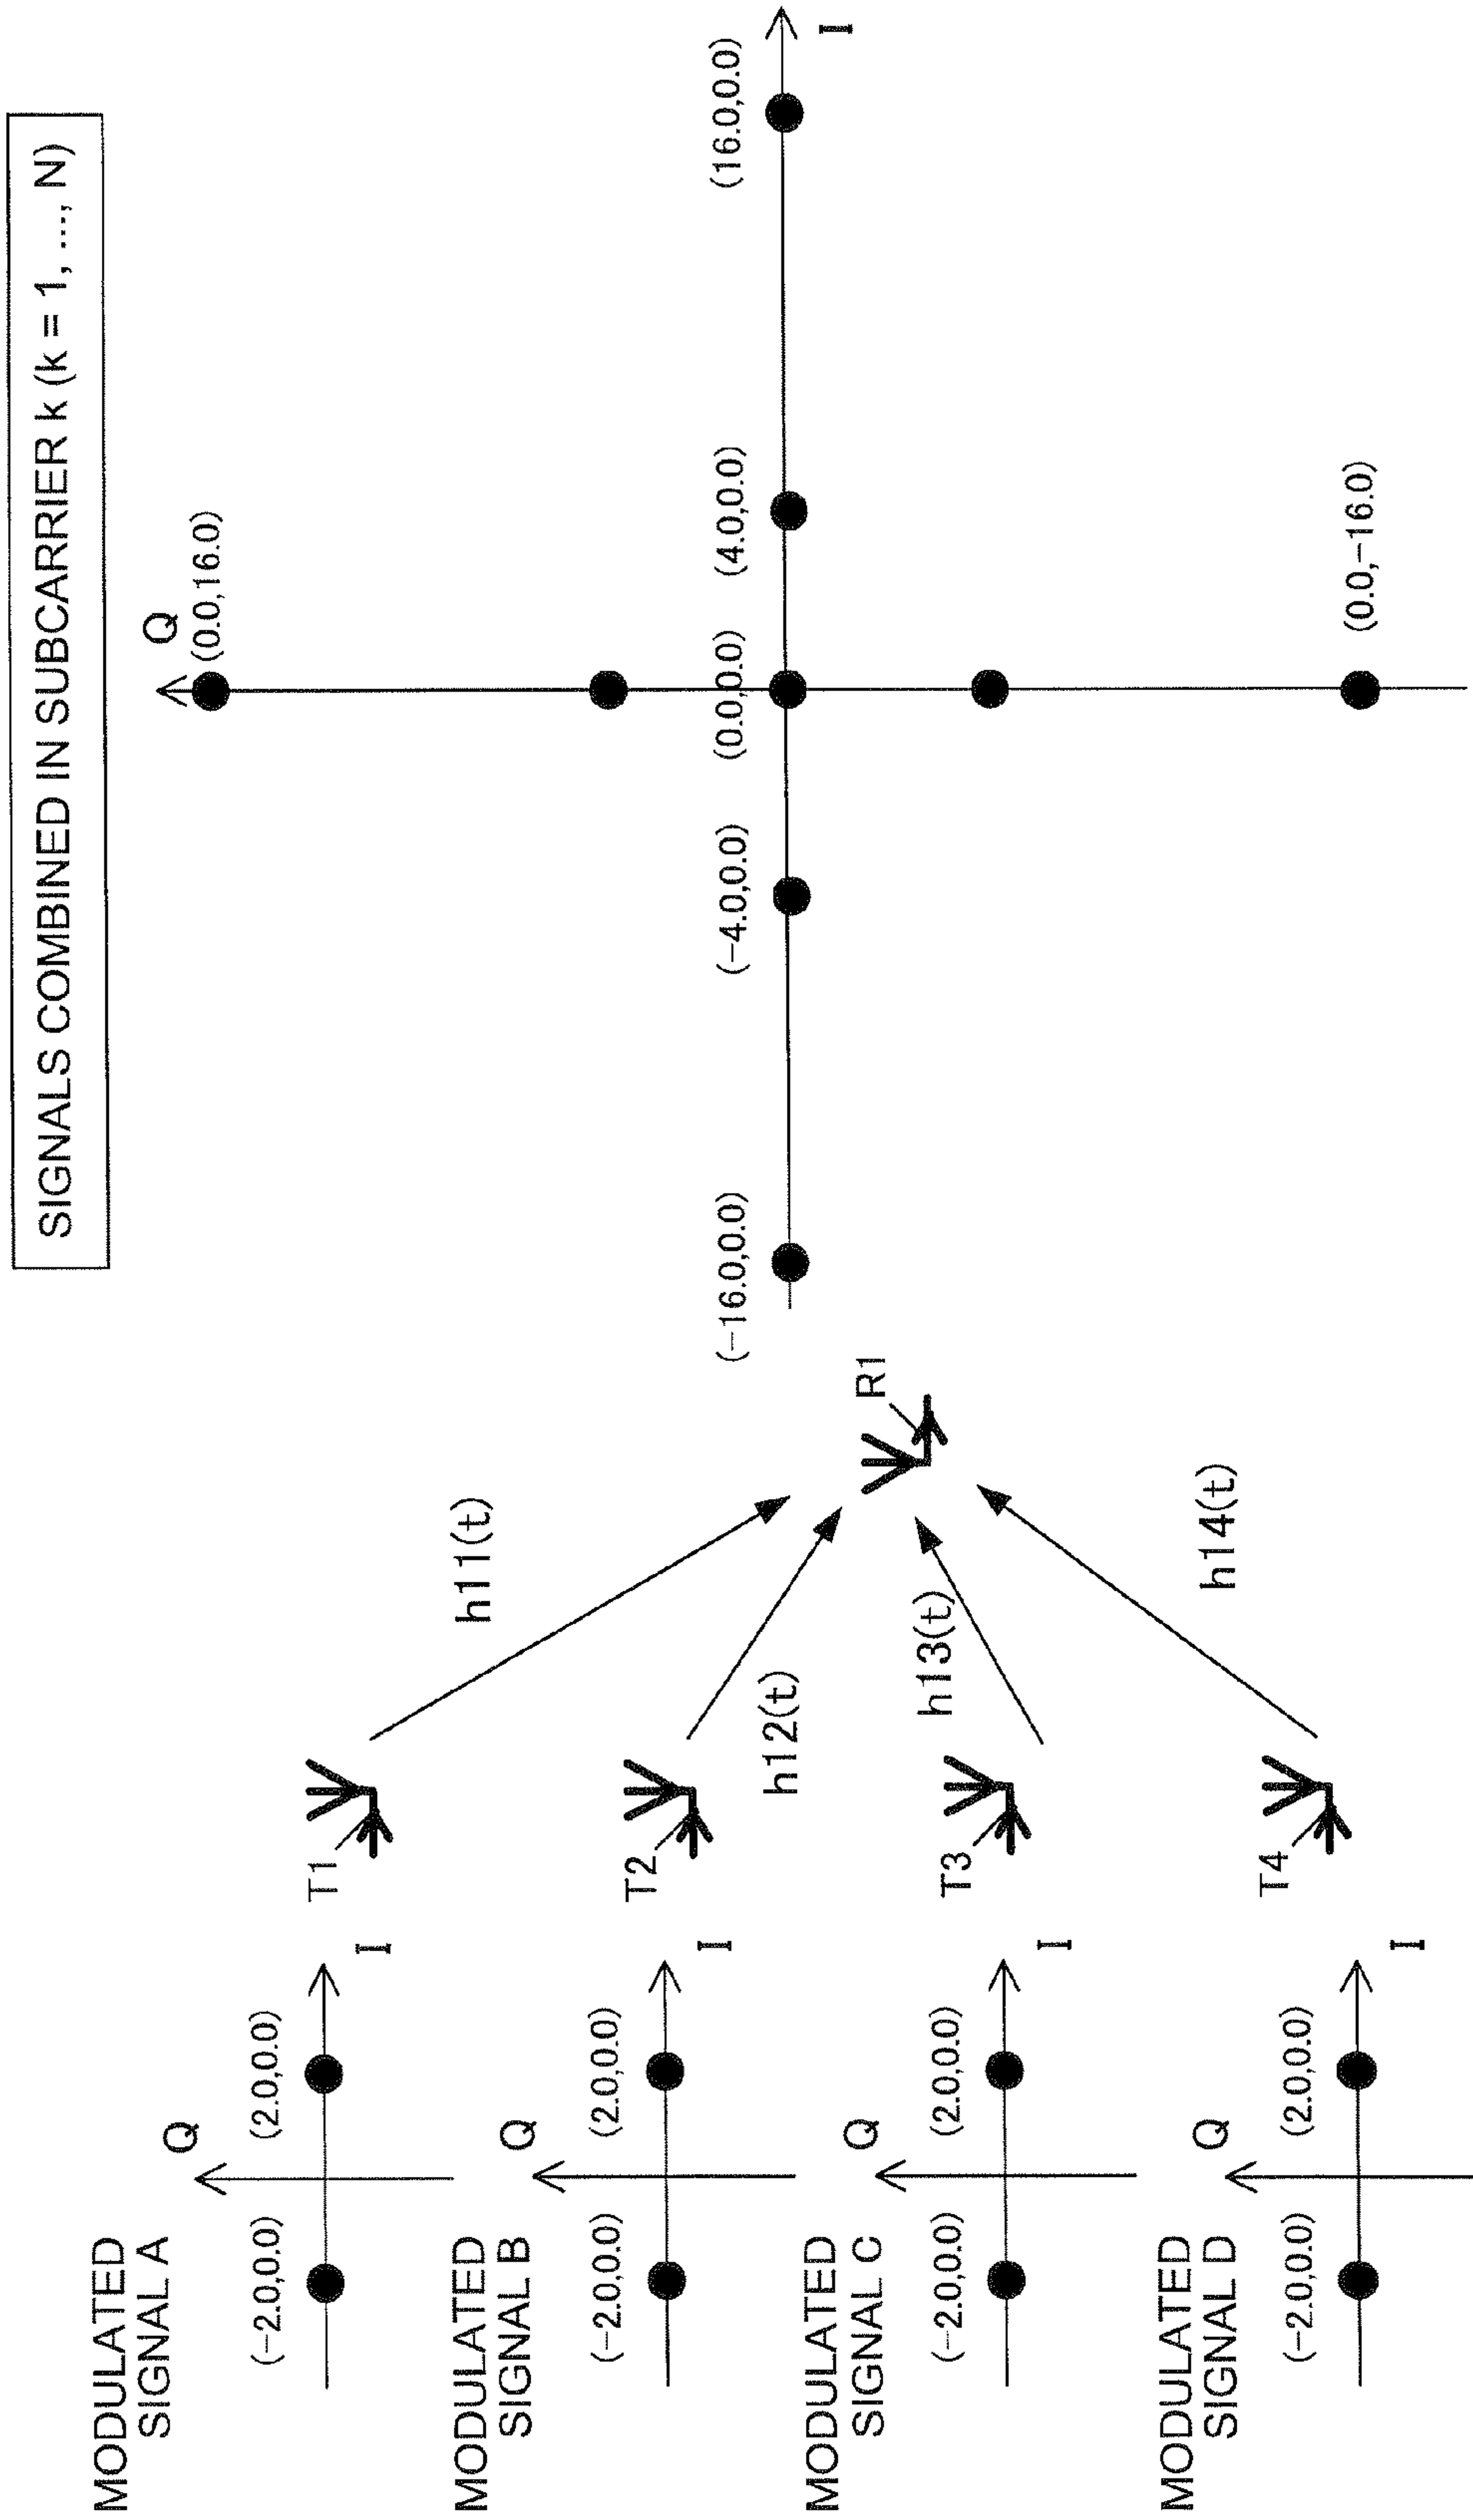 SIGNALS COMBINED IN SUBCARRIER k (k = 1, ..., N)
MODULATED
SIGNAL A
Q
(−2.0,0.0)
(2.0,0.0)
I
T1
h11(t)
MODULATED
SIGNAL B
Q
(−2.0,0.0)
(2.0,0.0)
I
T2
h12(t)
MODULATED
SIGNAL C
Q
(−2.0,0.0)
(2.0,0.0)
I
T3
h13(t)
MODULATED
SIGNAL D
Q
(−2.0,0.0)
(2.0,0.0)
I
T4
h14(t)
R1
Q
(0.0,16.0)
(−16.0,0.0)
(−4.0,0.0)
(0.0,0.0)
(4.0,0.0)
(16.0,0.0)
I
(0.0,−16.0)